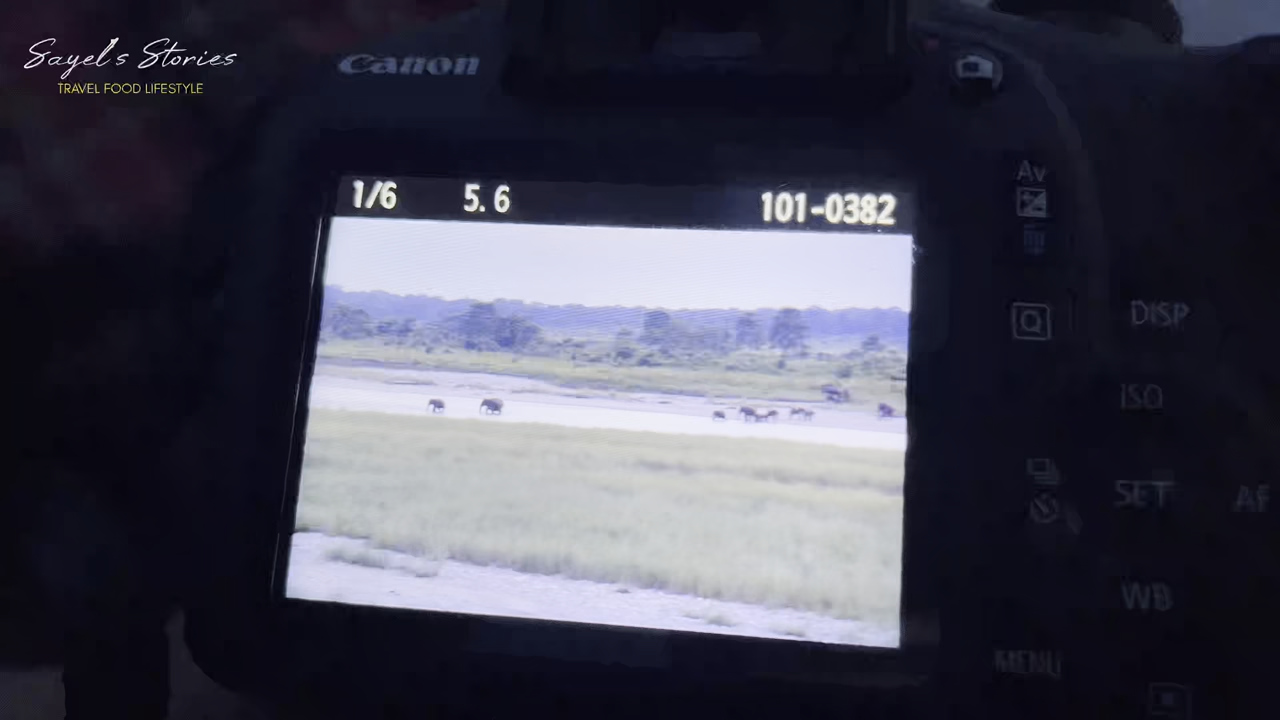 Sayel's Stories
TRAVEL FOOD LIFESTYLE
Canon
1/6 5.6 101-0382
Av
Q
DISP
ISO
SET
AF
WB
MENU